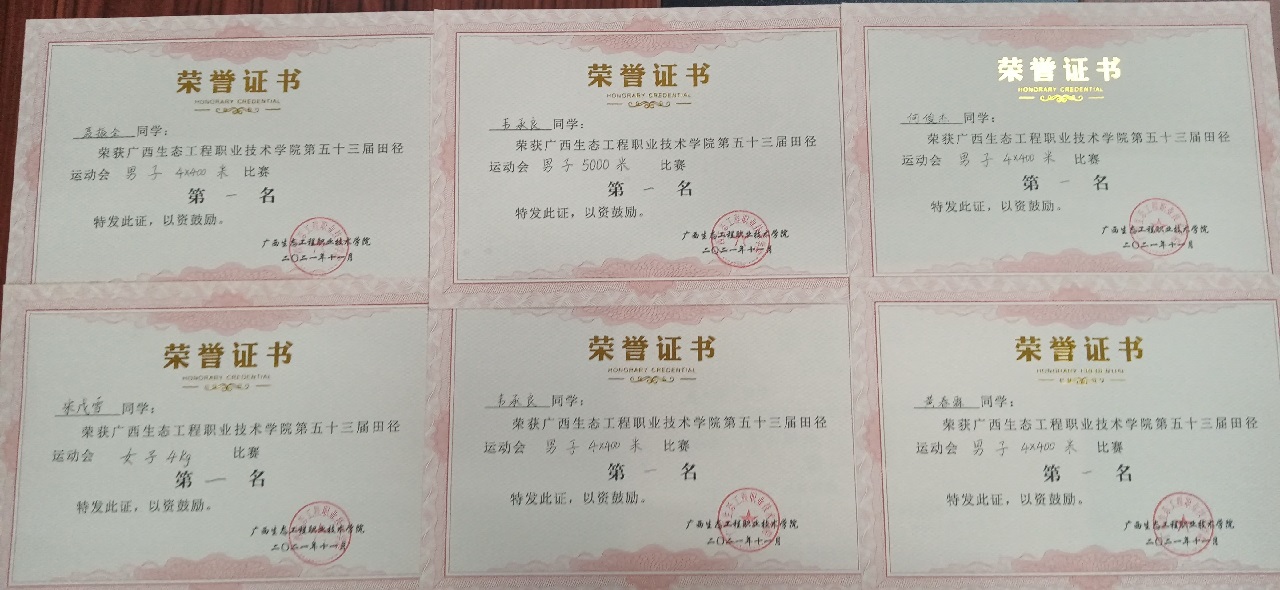 荣誉证书
HONORARY CREDENTIAL
同学：
荣获广西生态工程职业技术学院第五十三届田径
运动会 男子 4×400 米 比赛
第 一 名
特发此证，以资鼓励。
广西生态工程职业技术学院
二〇二一年十一月
荣誉证书
HONORARY CREDENTIAL
韦承良 同学：
荣获广西生态工程职业技术学院第五十三届田径
运动会 男子 5000 米 比赛
第 一 名
特发此证，以资鼓励。
广西生态工程职业技术学院
二〇二一年十一月
荣誉证书
HONORARY CREDENTIAL
何俊杰 同学：
荣获广西生态工程职业技术学院第五十三届田径
运动会 男子 4×400 米 比赛
第 一 名
特发此证，以资鼓励。
广西生态工程职业技术学院
二〇二一年十一月
荣誉证书
HONORARY CREDENTIAL
宋茂雪 同学：
荣获广西生态工程职业技术学院第五十三届田径
运动会 女子 4kg 比赛
第 一 名
特发此证，以资鼓励。
广西生态工程职业技术学院
二〇二一年十一月
荣誉证书
HONORARY CREDENTIAL
韦承良 同学：
荣获广西生态工程职业技术学院第五十三届田径
运动会 男子 4×400 米 比赛
第 一 名
特发此证，以资鼓励。
广西生态工程职业技术学院
二〇二一年十一月
荣誉证书
HONORARY CREDENTIAL
同学：
荣获广西生态工程职业技术学院第五十三届田径
运动会 男子 4×400 米 比赛
第 一 名
特发此证，以资鼓励。
广西生态工程职业技术学院
二〇二一年十一月